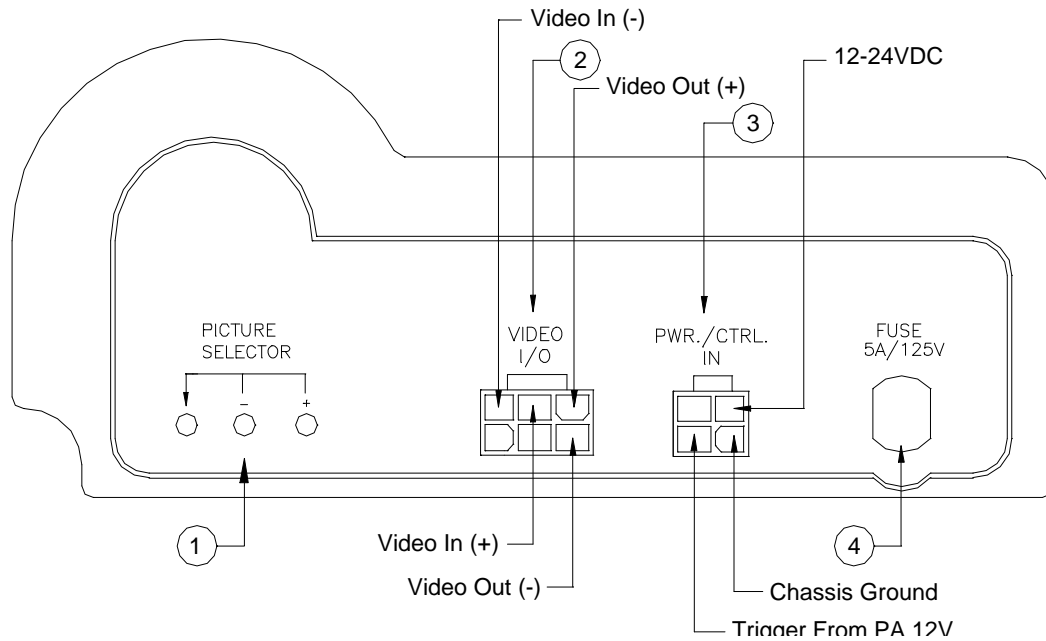 Video In (-)
2
12-24VDC
Video Out (+)
3
PICTURE
SELECTOR
- +
VIDEO
I/O
PWR./CTRL.
IN
FUSE
5A/125V
1
Video In (+)
4
Video Out (-)
Chassis Ground
Trigger From PA 12V